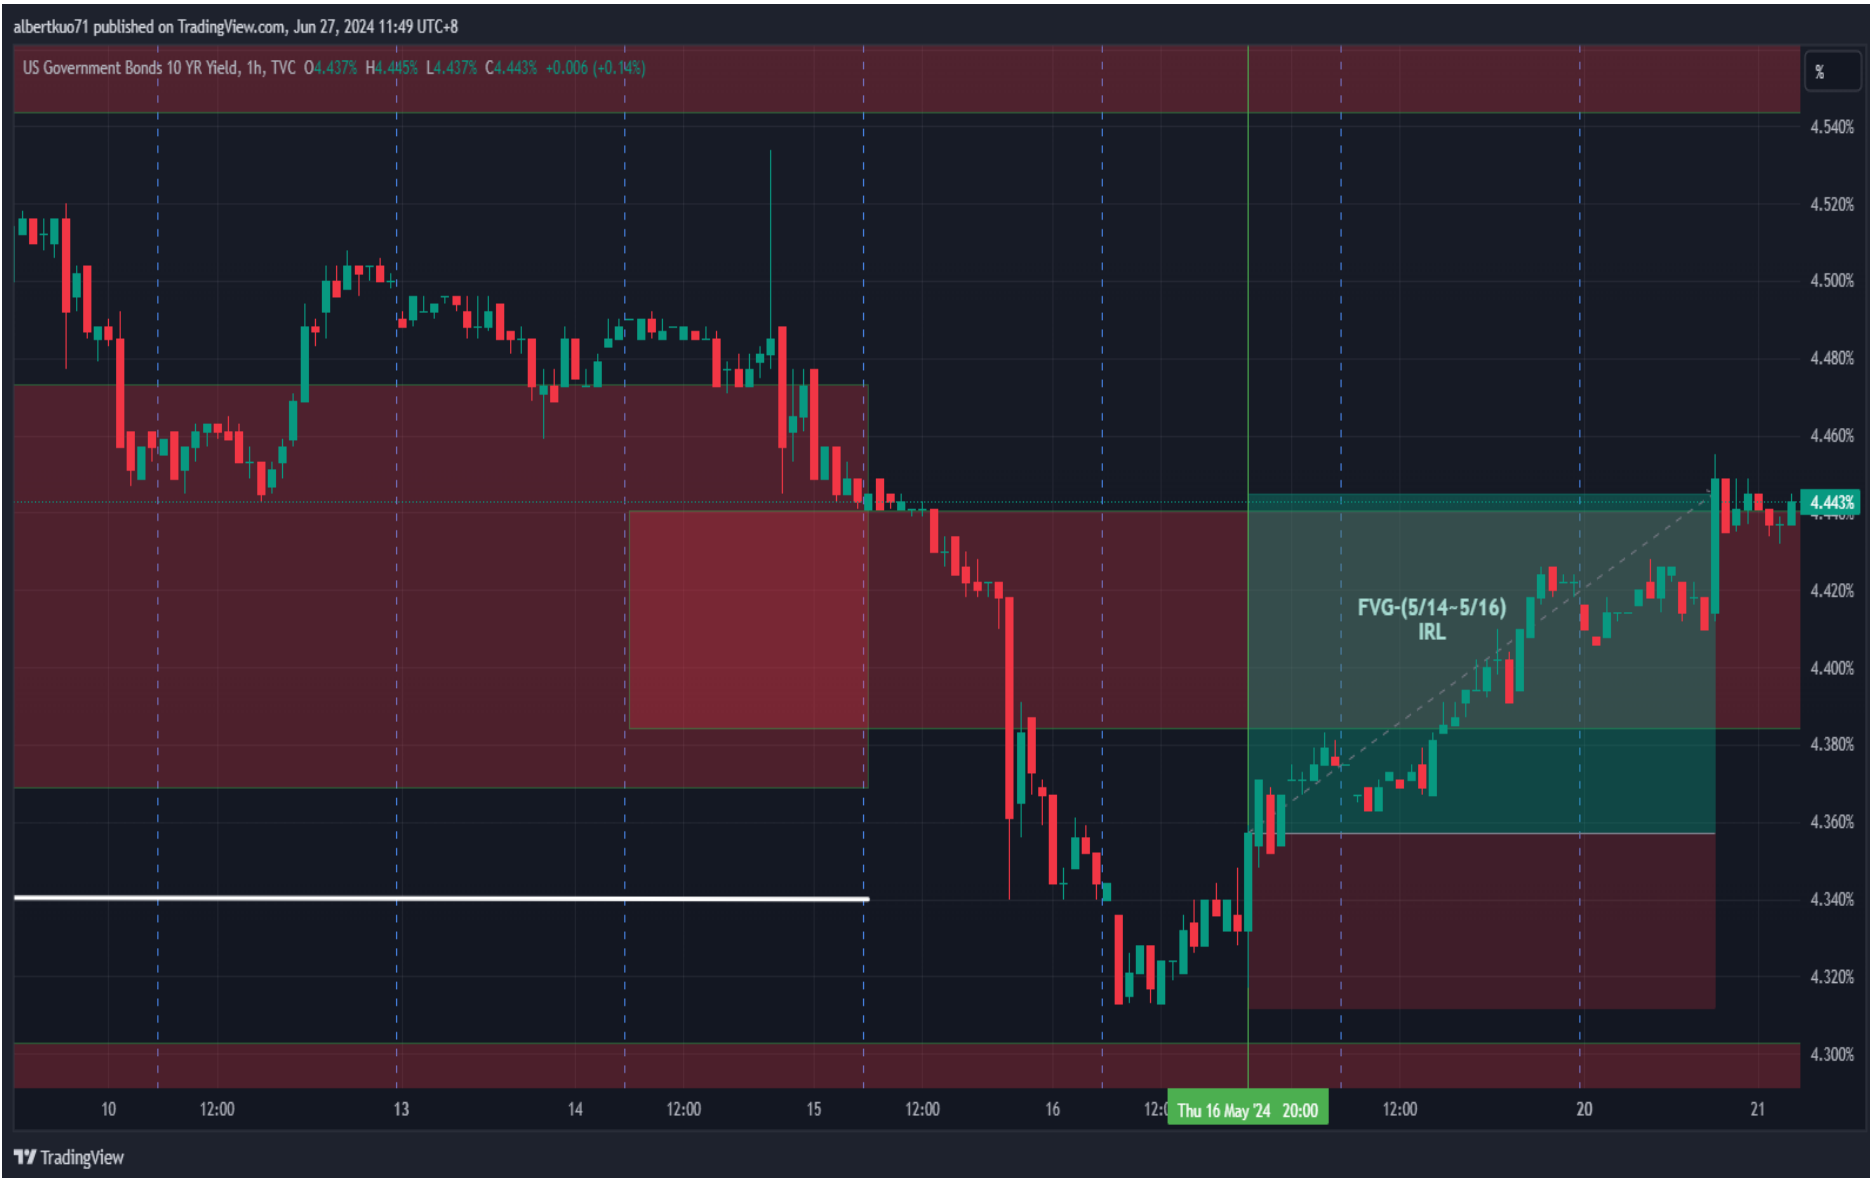 albertkuo71 published on TradingView.com, Jun 27, 2024 11:49 UTC+8
US Government Bonds 10 YR Yield, 1h, TVC O4.437% H4.445% L4.437% C4.443% +0.006 (+0.14%)
%
4.540%
4.520%
4.500%
4.480%
4.460%
4.443%
4.440%
4.420%
4.400%
4.380%
4.360%
4.340%
4.320%
4.300%
FVG-(5/14~5/16)
IRL
10 12:00 13 14 12:00 15 12:00 16 12:0 Thu 16 May '24 20:00 12:00 20 21
TradingView